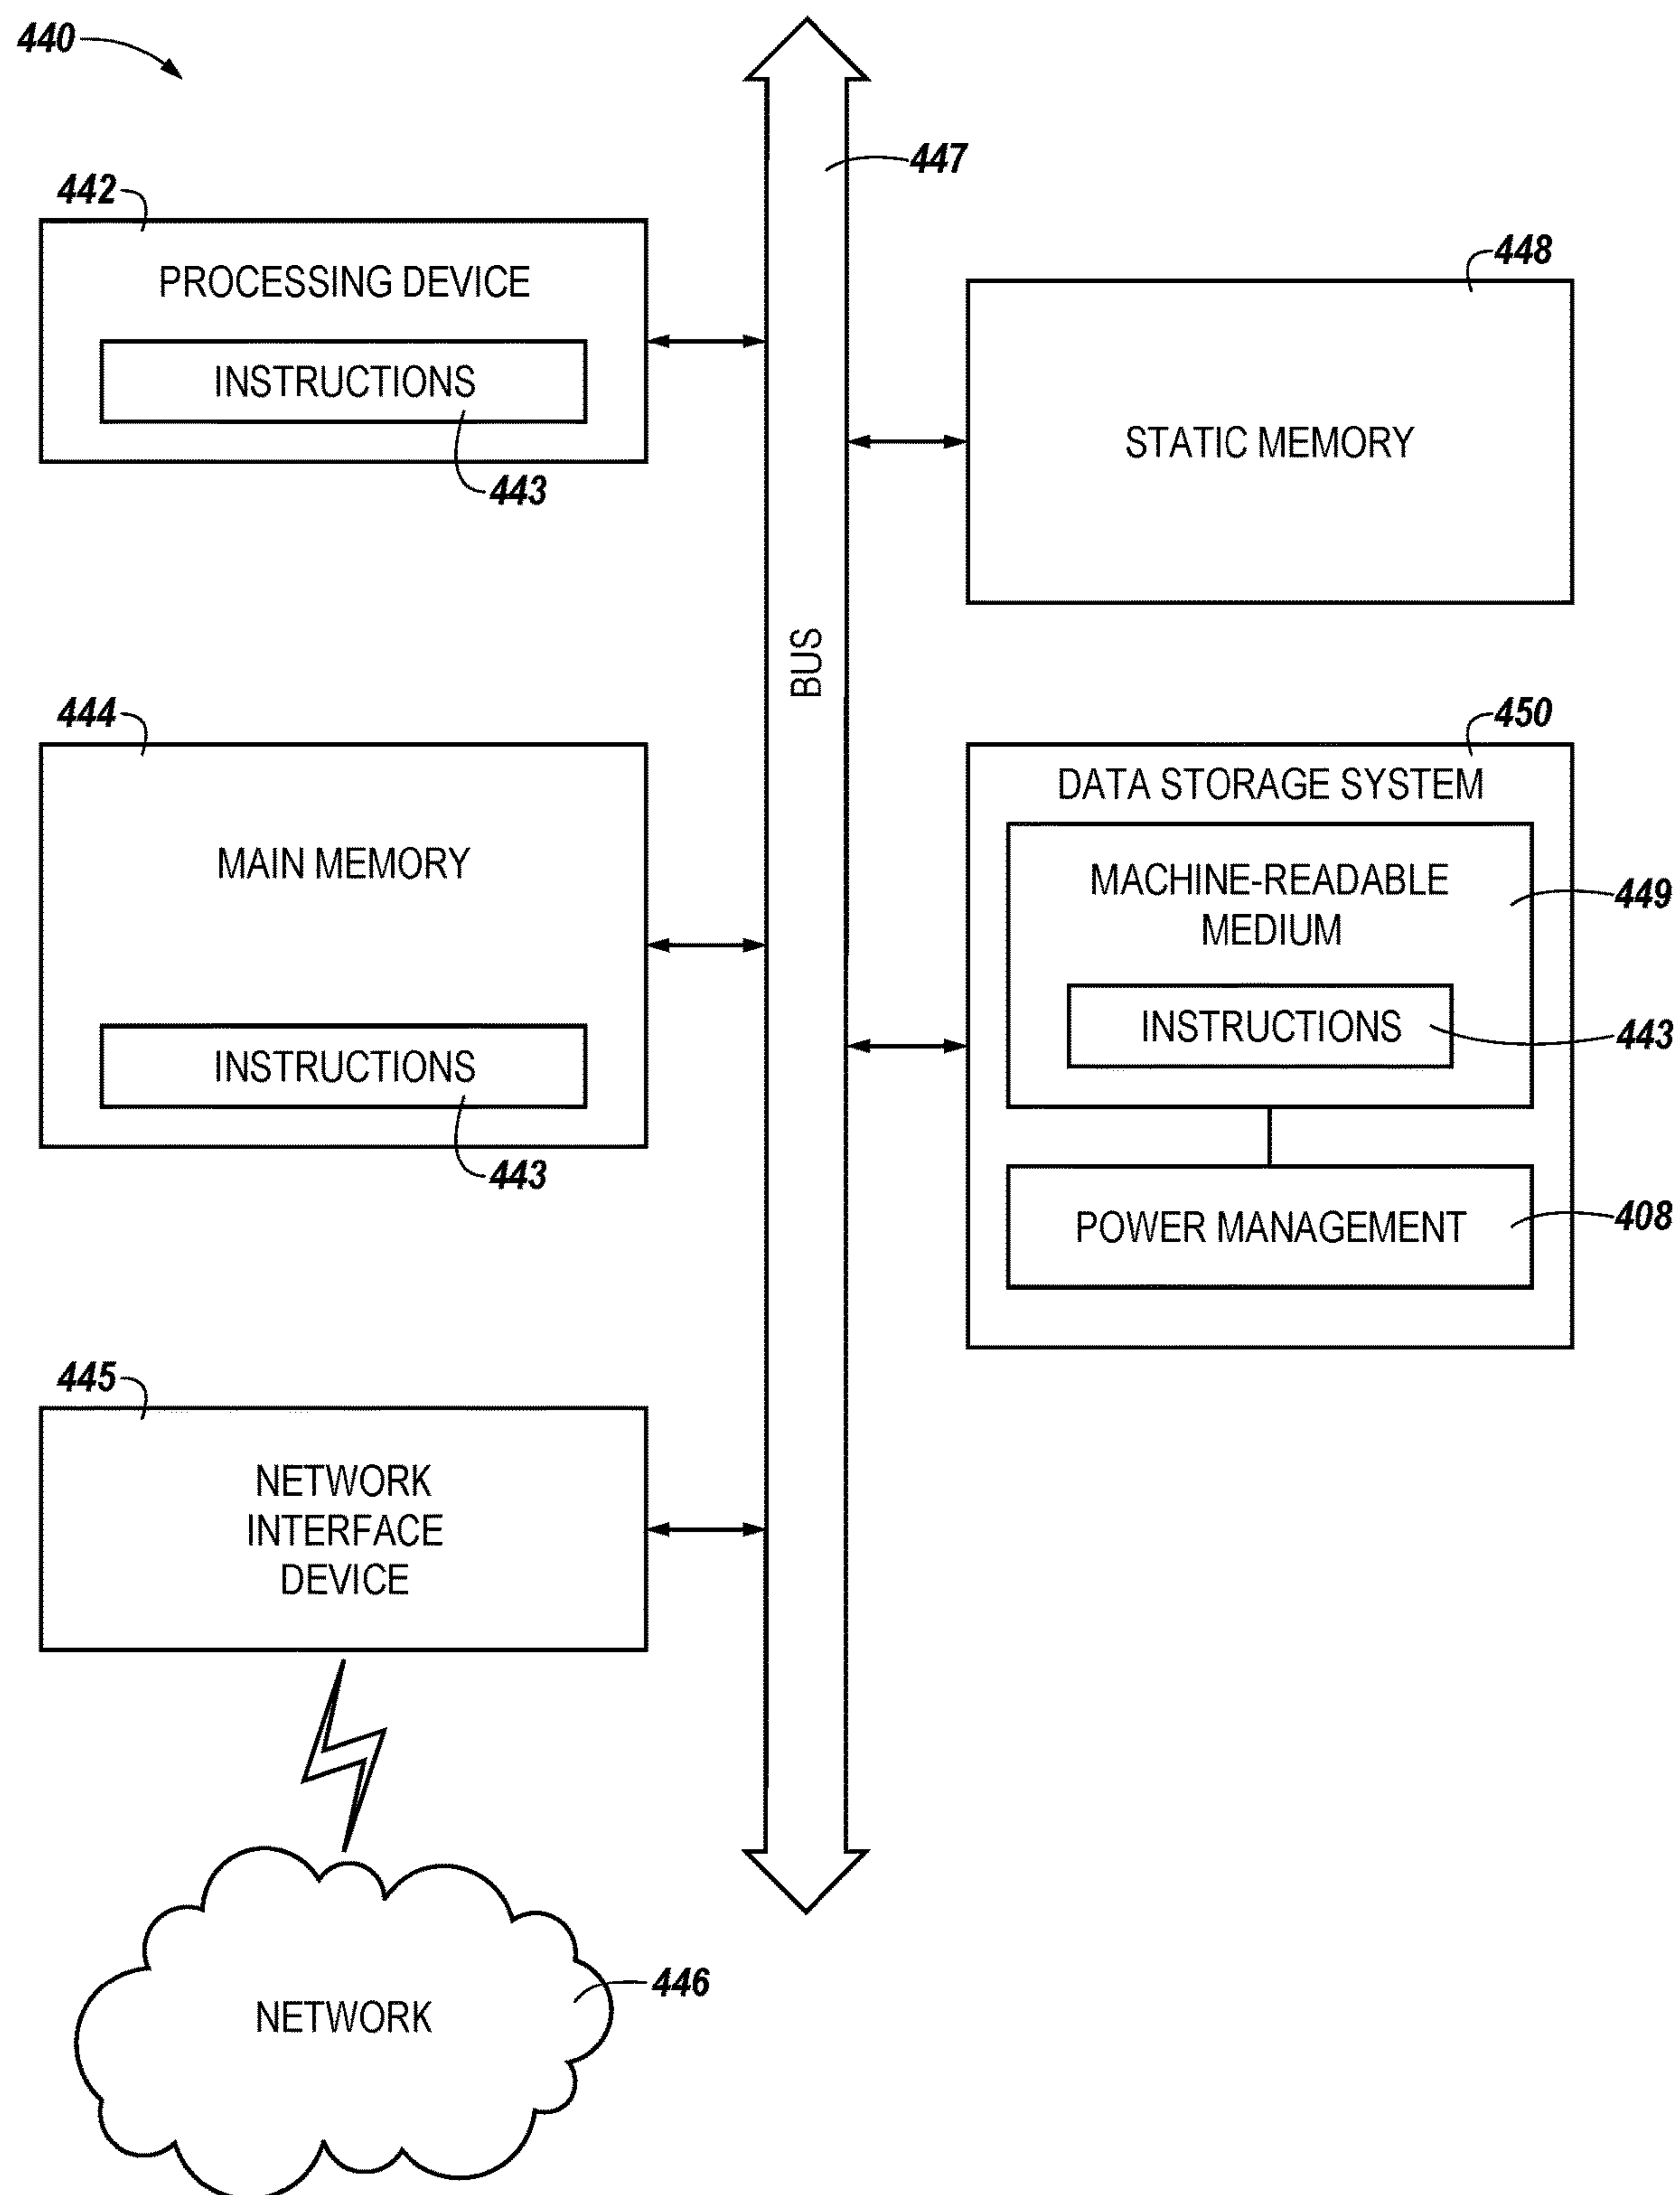 440
447
442
PROCESSING DEVICE
INSTRUCTIONS
443
448
STATIC MEMORY
BUS
444
MAIN MEMORY
INSTRUCTIONS
443
450
DATA STORAGE SYSTEM
MACHINE-READABLE
MEDIUM
449
INSTRUCTIONS
443
POWER MANAGEMENT
408
445
NETWORK
INTERFACE
DEVICE
NETWORK
446